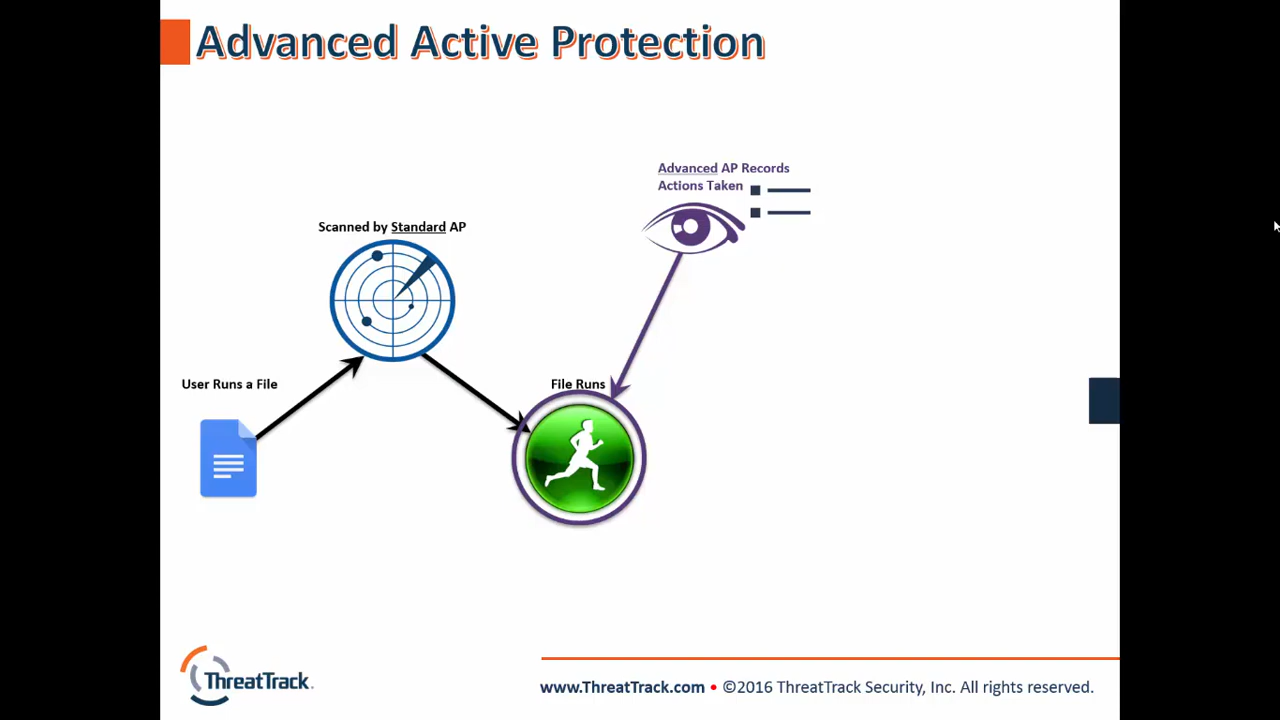 Advanced Active Protection
Advanced AP Records
Actions Taken
Scanned by Standard AP
User Runs a File
File Runs
ThreatTrack.
www.ThreatTrack.com • ©2016 ThreatTrack Security, Inc. All rights reserved.